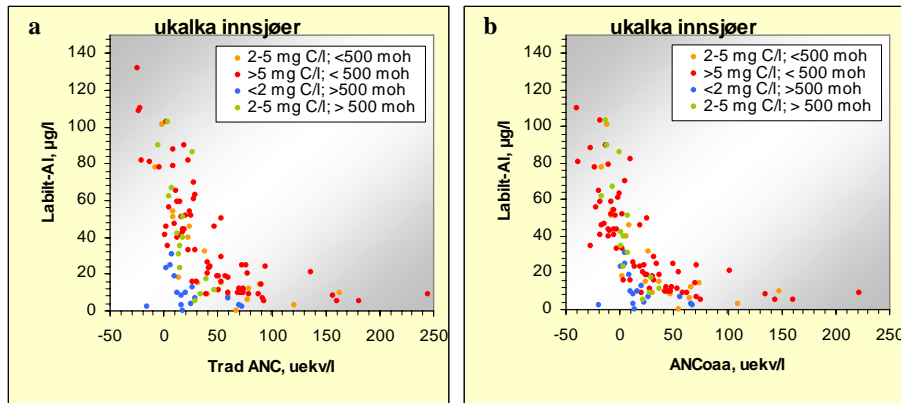 a
ukalka innsjøer
Labilt-Al, µg/l
150
140
120
100
80
60
40
20
0
2-5 mg C/l; <500 moh
>5 mg C/l; < 500 moh
<2 mg C/l; >500 moh
2-5 mg C/l; > 500 moh
-50 0 50 100 150 200 250
Trad ANC, uekv/l
b
ukalka innsjøer
Labilt-Al, µg/l
140
120
100
80
60
40
20
0
2-5 mg C/l; <500 moh
>5 mg C/l; < 500 moh
<2 mg C/l; >500 moh
2-5 mg C/l; > 500 moh
-50 0 50 100 150 200 250
ANCoaa, uekv/l